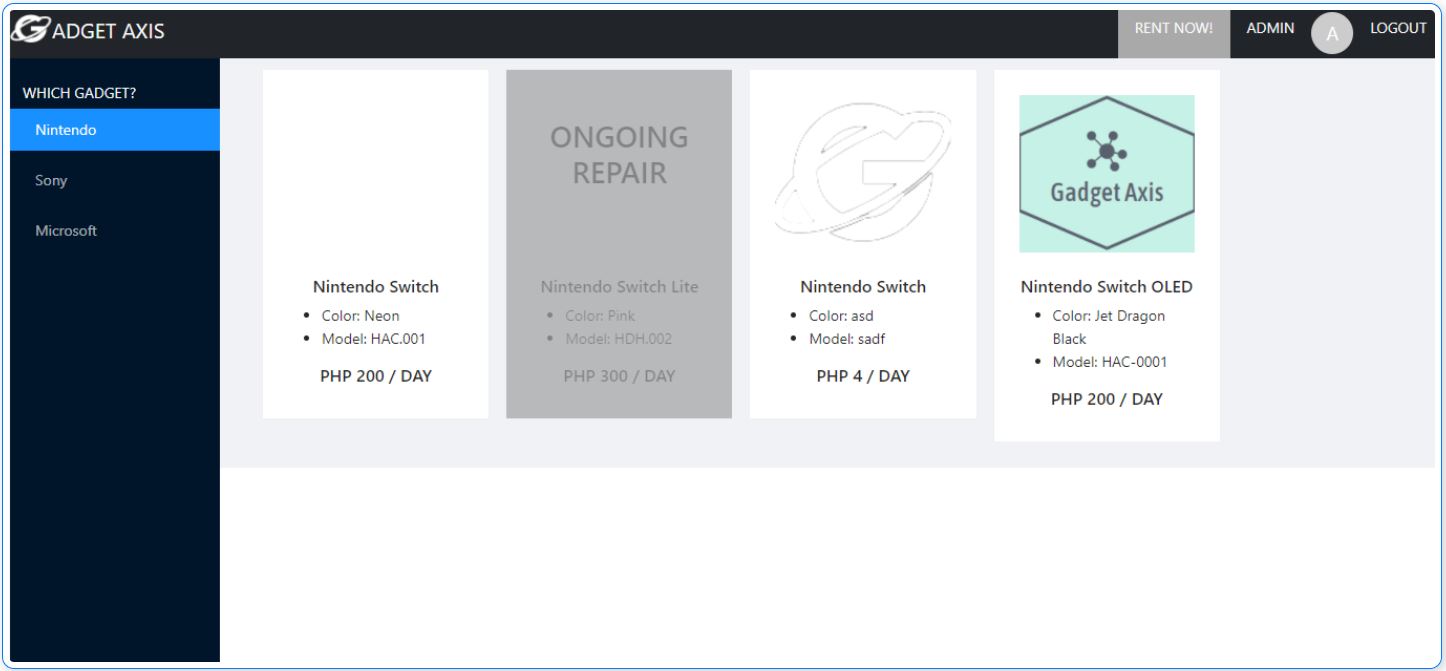 GADGET AXIS
RENT NOW!
ADMIN
A
LOGOUT
WHICH GADGET?
Nintendo
Sony
Microsoft
Nintendo Switch
• Color: Neon
• Model: HAC.001
PHP 200 / DAY
ONGOING
REPAIR
Nintendo Switch Lite
• Color: Pink
• Model: HDH.002
PHP 300 / DAY
G
Nintendo Switch
• Color: asd
• Model: sadf
PHP 4 / DAY
Gadget Axis
Nintendo Switch OLED
• Color: Jet Dragon
Black
• Model: HAC-0001
PHP 200 / DAY